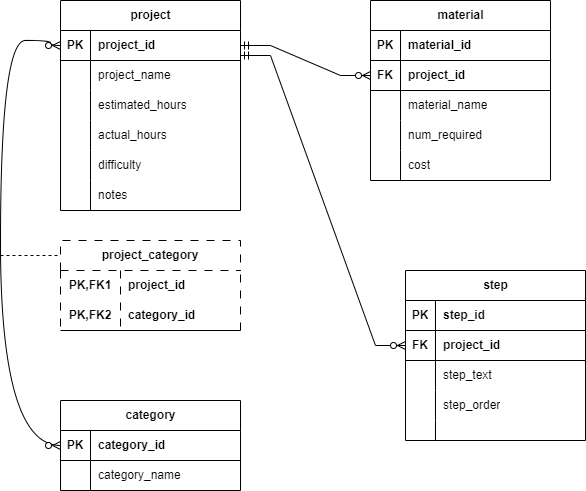 project
PK project_id
project_name
estimated_hours
actual_hours
difficulty
notes
material
PK material_id
FK project_id
material_name
num_required
cost
project_category
PK,FK1 project_id
PK,FK2 category_id
step
PK step_id
FK project_id
step_text
step_order
category
PK category_id
category_name